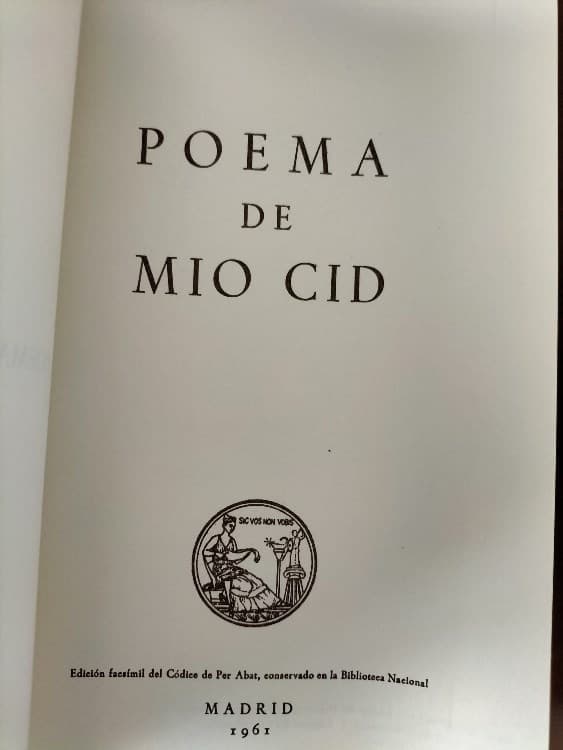 POEMA
DE
MIO CID
SIC VOS NON VOBIS
Edición facsímil del Códice de Per Abat, conservado en la Biblioteca Nacional
MADRID
1961